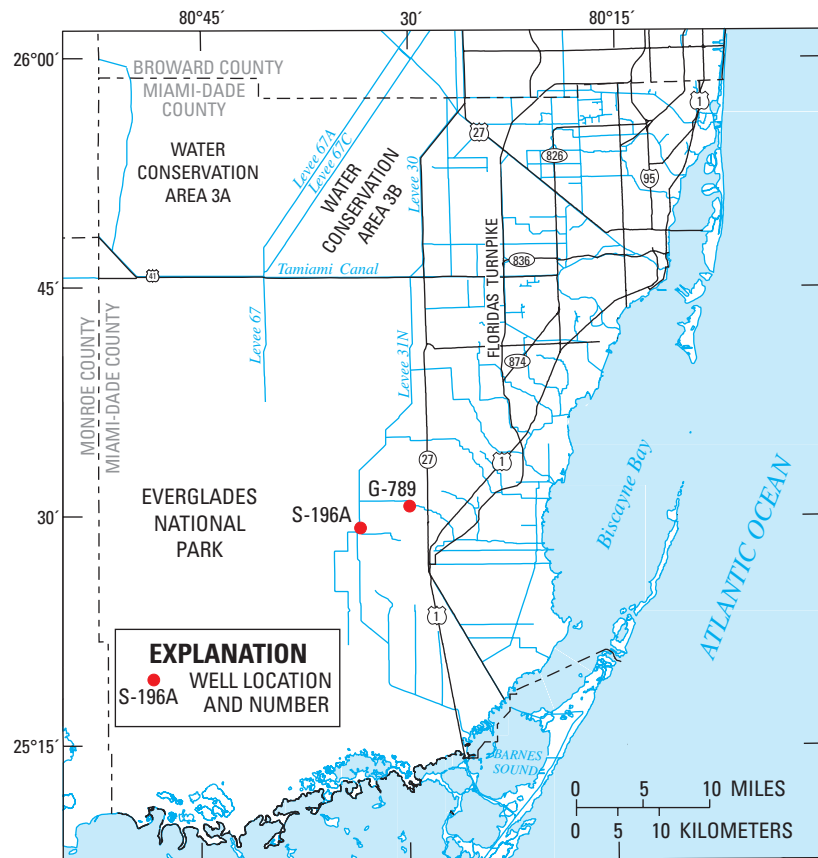 80°45´
30´
80°15´
26°00´
BROWARD COUNTY
MIAMI-DADE
COUNTY
WATER
CONSERVATION
AREA 3A
Levee 67A
Levee 67C
WATER
CONSERVATION
AREA 3B
Levee 30
27
826
1
95
FLORIDAS TURNPIKE
836
41
Tamiami Canal
45´
MONROE COUNTY
MIAMI-DADE COUNTY
Levee 67
Levee 31N
874
27
1
G-789
S-196A
EVERGLADES
NATIONAL
PARK
30´
Biscayne Bay
ATLANTIC OCEAN
1
EXPLANATION
S-196A
WELL LOCATION
AND NUMBER
25°15´
BARNES
SOUND
0 5 10 MILES
0 5 10 KILOMETERS